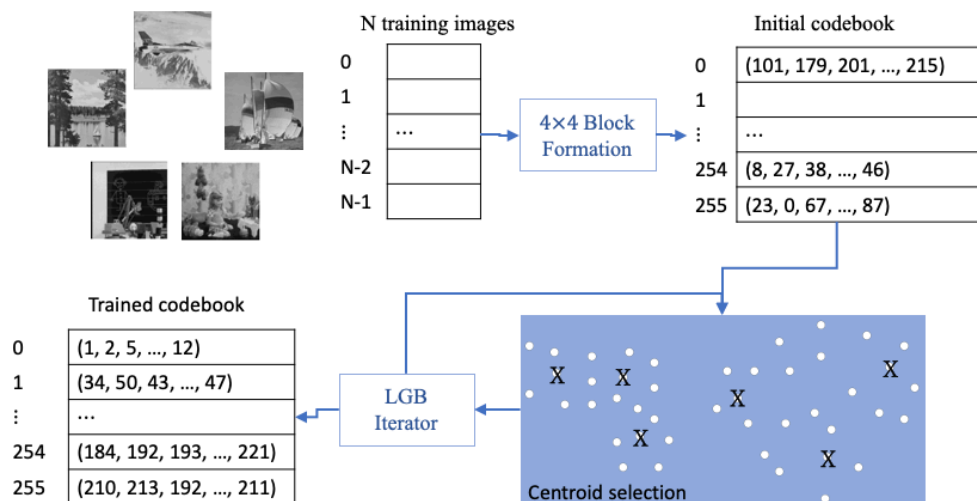 N training images
0
1
⋮
...
N-2
N-1
4×4 Block
Formation
Initial codebook
0 (101, 179, 201, ..., 215)
1
⋮ ...
254 (8, 27, 38, ..., 46)
255 (23, 0, 67, ..., 87)
Trained codebook
0 (1, 2, 5, ..., 12)
1 (34, 50, 43, ..., 47)
⋮ ...
254 (184, 192, 193, ..., 221)
255 (210, 213, 192, ..., 211)
LGB
Iterator
X
X
X
X
X
X
Centroid selection